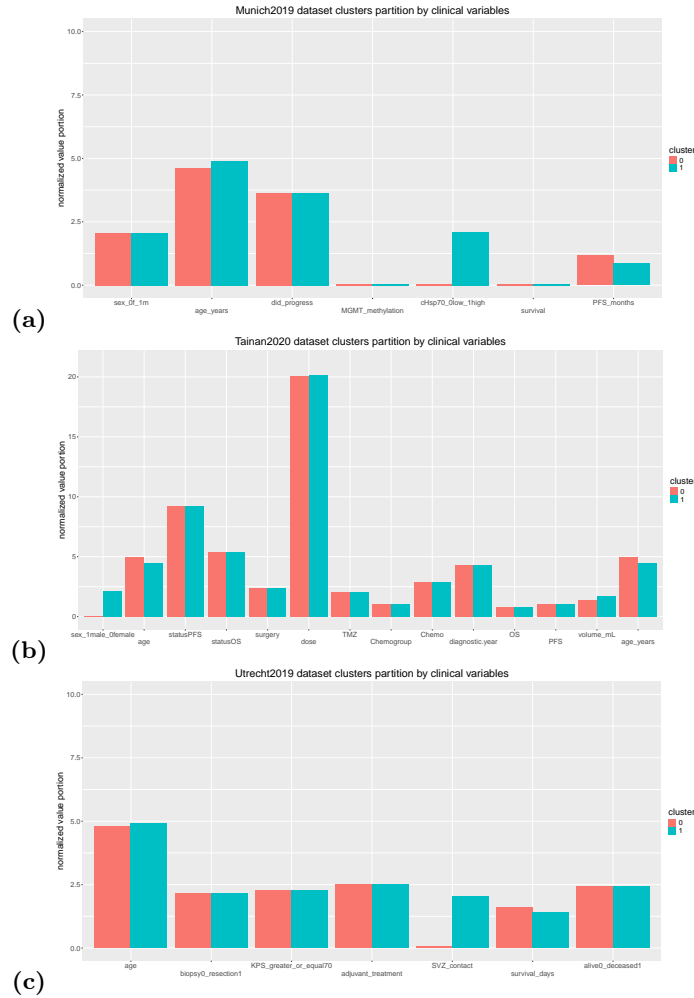 Munich2019 dataset clusters partition by clinical variables
10.0
7.5
5.0
2.5
0.0
normalized value portion
cluster
0
1
sex_0f_1m
age_years
did_progress
MGMT_methylation
cHsp70_0low_1high
survival
PFS_months
(a)
Tainan2020 dataset clusters partition by clinical variables
20
15
10
5
0
normalized value portion
cluster
0
1
sex_1male_0female
age
statusPFS
statusOS
surgery
dose
TMZ
Chemogroup
Chemo
diagnostic.year
OS
PFS
volume_mL
age_years
(b)
Utrecht2019 dataset clusters partition by clinical variables
10.0
7.5
5.0
2.5
0.0
normalized value portion
cluster
0
1
age
biopsy0_resection1
KPS_greater_or_equal70
adjuvant_treatment
SVZ_contact
survival_days
alive0_deceased1
(c)